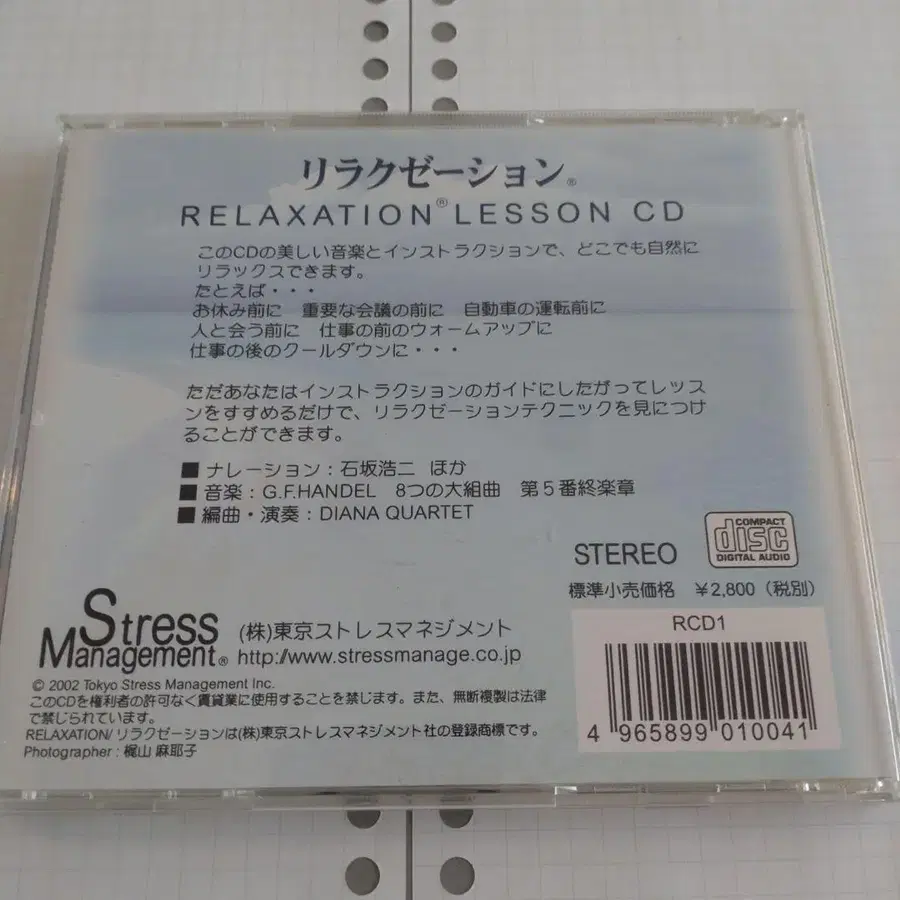 リラクゼーション®
RELAXATION® LESSON CD
このCDの美しい音楽とインストラクションで、どこでも自然に
リラックスできます。
たとえば・・・
お休み前に 重要な会議の前に 自動車の運転前に
人と会う前に 仕事の前のウォームアップに
仕事の後のクールダウンに・・・
ただあなたはインストラクションのガイドにしたがってレッス
ンをすすめるだけで、リラクゼーションテクニックを見につけ
ることができます。
■ ナレーション：石坂浩二 ほか
■ 音楽：G.F.HANDEL 8つの大組曲 第５番終楽章
■ 編曲・演奏：DIANA QUARTET
STEREO
COMPACT
disc
DIGITAL AUDIO
標準小売価格 ￥2,800（税別）
Stress
Management®
(株)東京ストレスマネジメント
http://www.stressmanage.co.jp
RCD1
4 965899 010041
© 2002 Tokyo Stress Management Inc.
このCDを権利者の許可なく賃貸業に使用することを禁じます。また、無断複製は法律
で禁じられています。
RELAXATION/リラクゼーションは(株)東京ストレスマネジメント社の登録商標です。
Photographer : 梶山 麻耶子